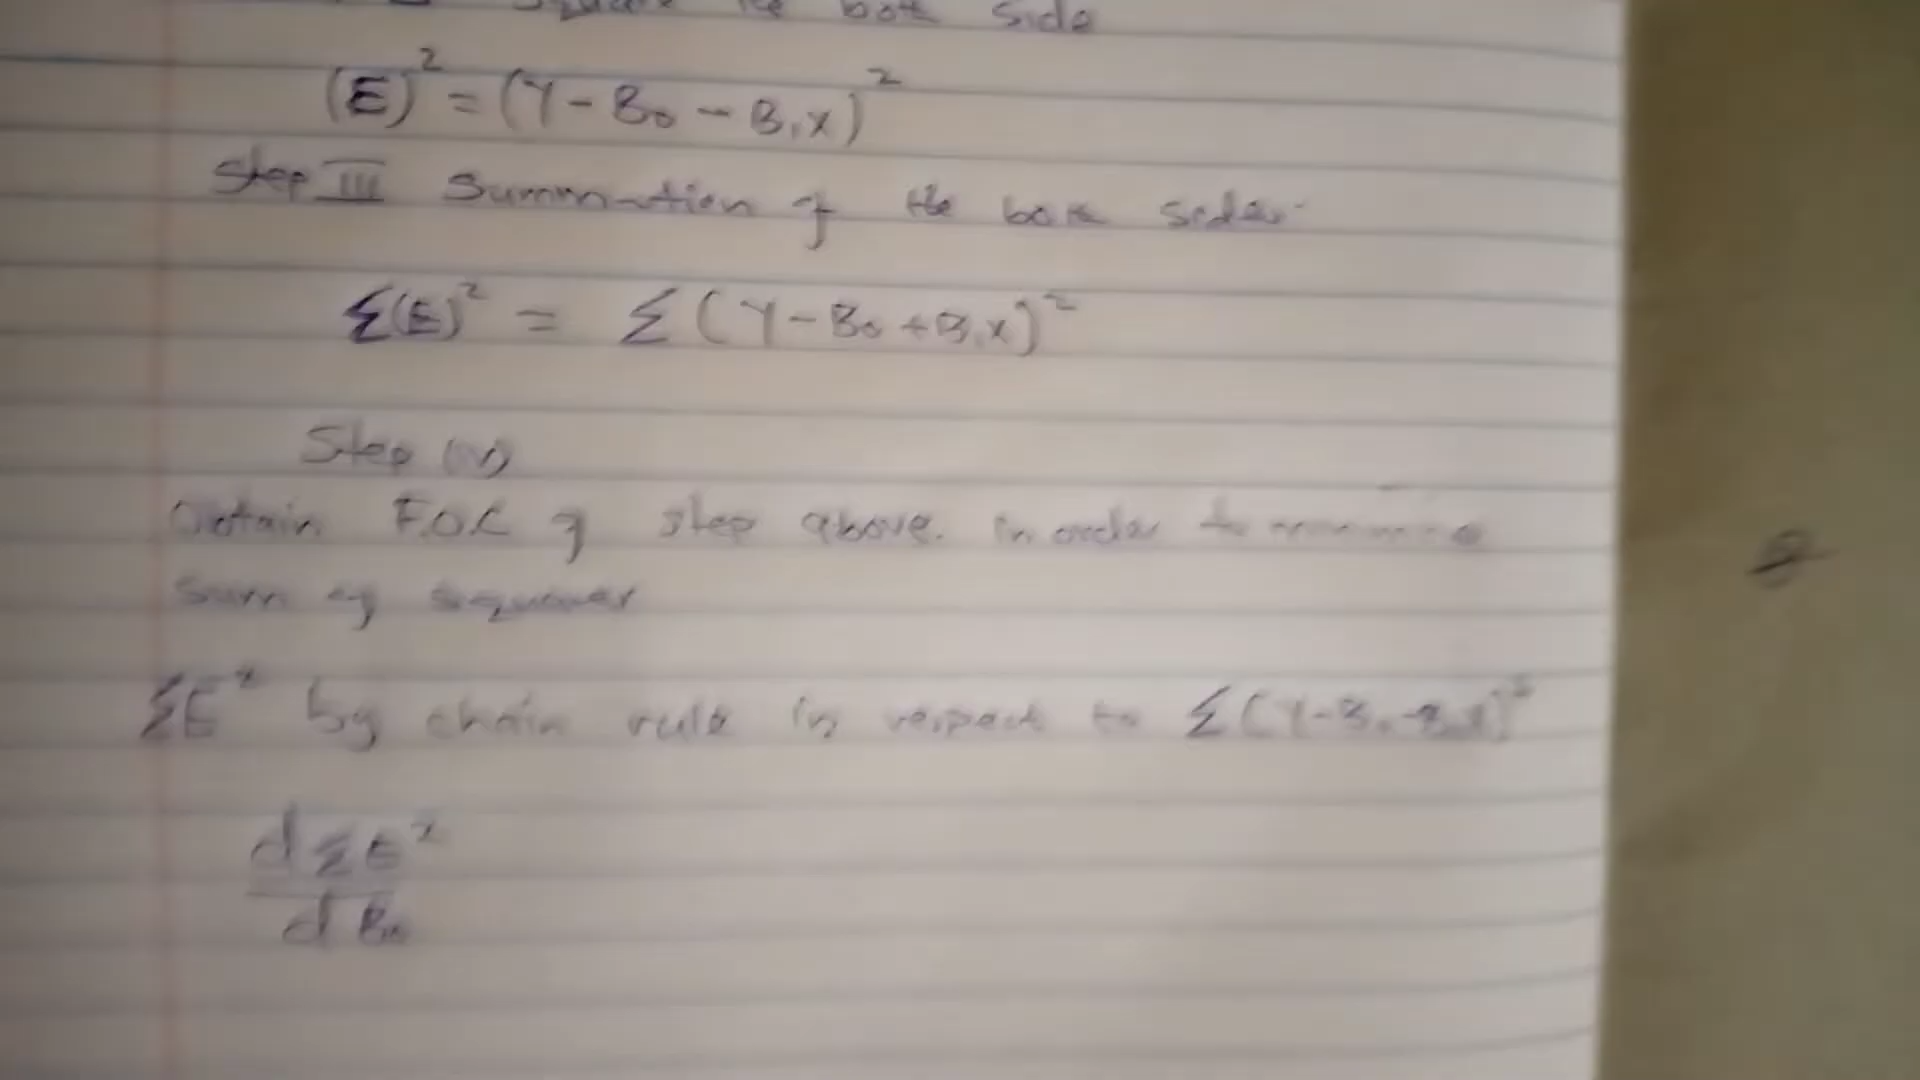 Square the both side
(E)² = (Y - B₀ - B₁x)²
Step III Summation of the both sides.
Σ(E)² = Σ(Y - B₀ + B₁x)²
Step (IV)
Obtain F.O.C of step above. in order to
sum of squares
ΣE² by chain rule in respect to Σ(Y - B₀ - B₁x)²
dΣE²
dB₀